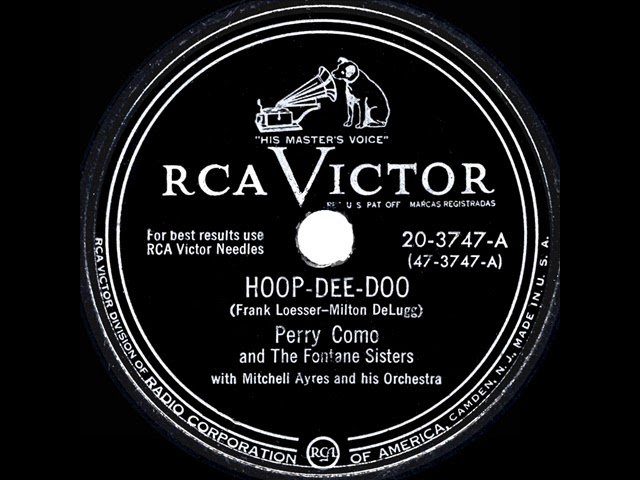 "HIS MASTER'S VOICE"
RCA VICTOR
REG. U S PAT OFF MARCAS REGISTRADAS
For best results use
RCA Victor Needles
20-3747-A
(47-3747-A)
HOOP-DEE-DOO
(Frank Loesser-Milton DeLugg)
Perry Como
and The Fontane Sisters
with Mitchell Ayres and his Orchestra
RCA VICTOR DIVISION OF RADIO CORPORATION OF AMERICA, CAMDEN, N. J. MADE IN U. S. A.
RCA